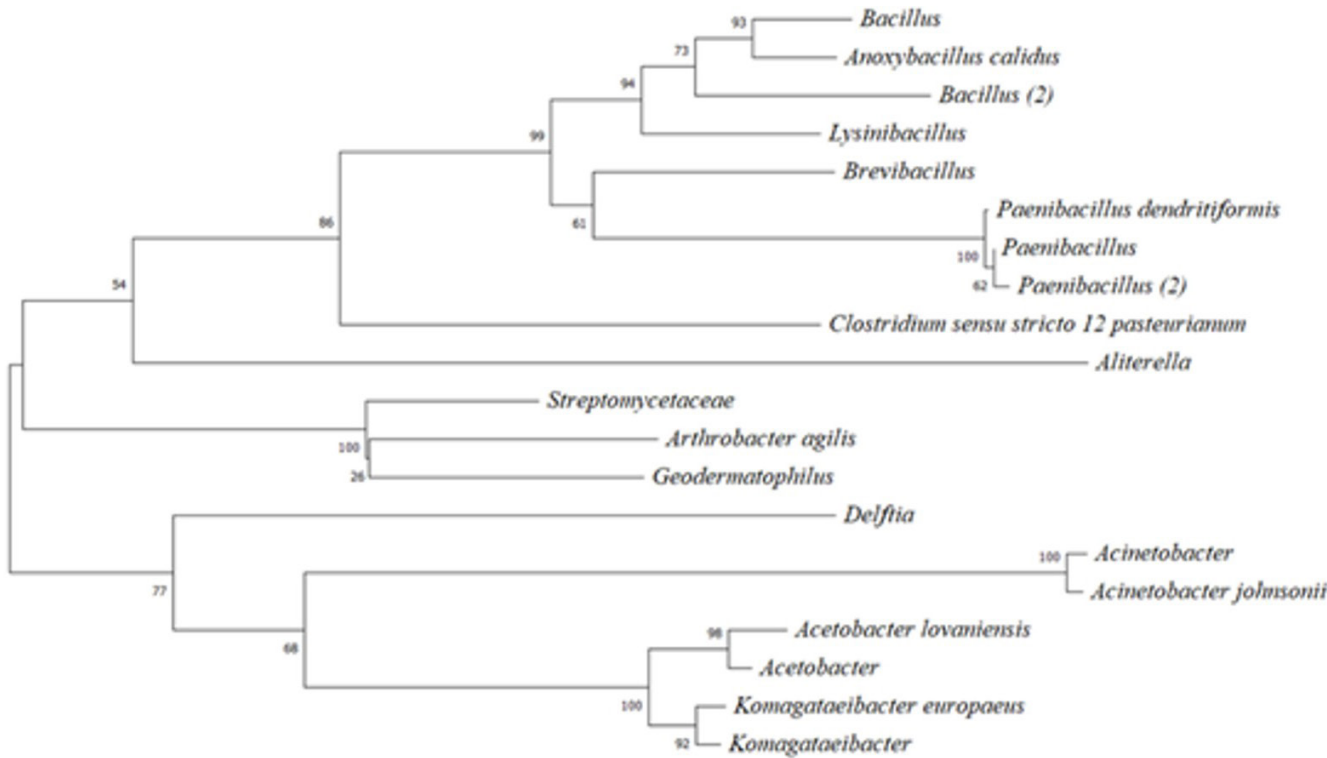 93
Bacillus
73
Anoxybacillus calidus
94
Bacillus (2)
99
Lysinibacillus
Brevibacillus
86
61
Paenibacillus dendritiformis
Paenibacillus
100
54
62
Paenibacillus (2)
Clostridium sensu stricto 12 pasteurianum
Aliterella
Streptomycetaceae
Arthrobacter agilis
100
26
Geodermatophilus
Delftia
100
Acinetobacter
77
Acinetobacter johnsonii
98
Acetobacter lovaniensis
68
Acetobacter
100
Komagataeibacter europaeus
92
Komagataeibacter